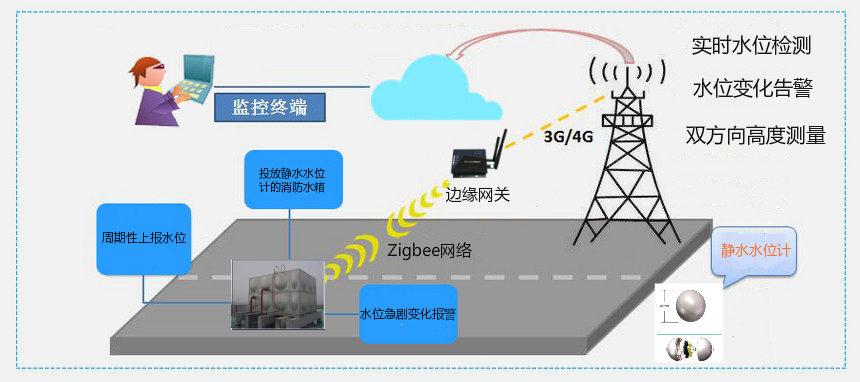 实时水位检测
水位变化告警
双方向高度测量
监控终端
3G/4G
边缘网关
投放静水水位
计的消防水箱
周期性上报水位
Zigbee网络
静水水位计
水位急剧变化报警